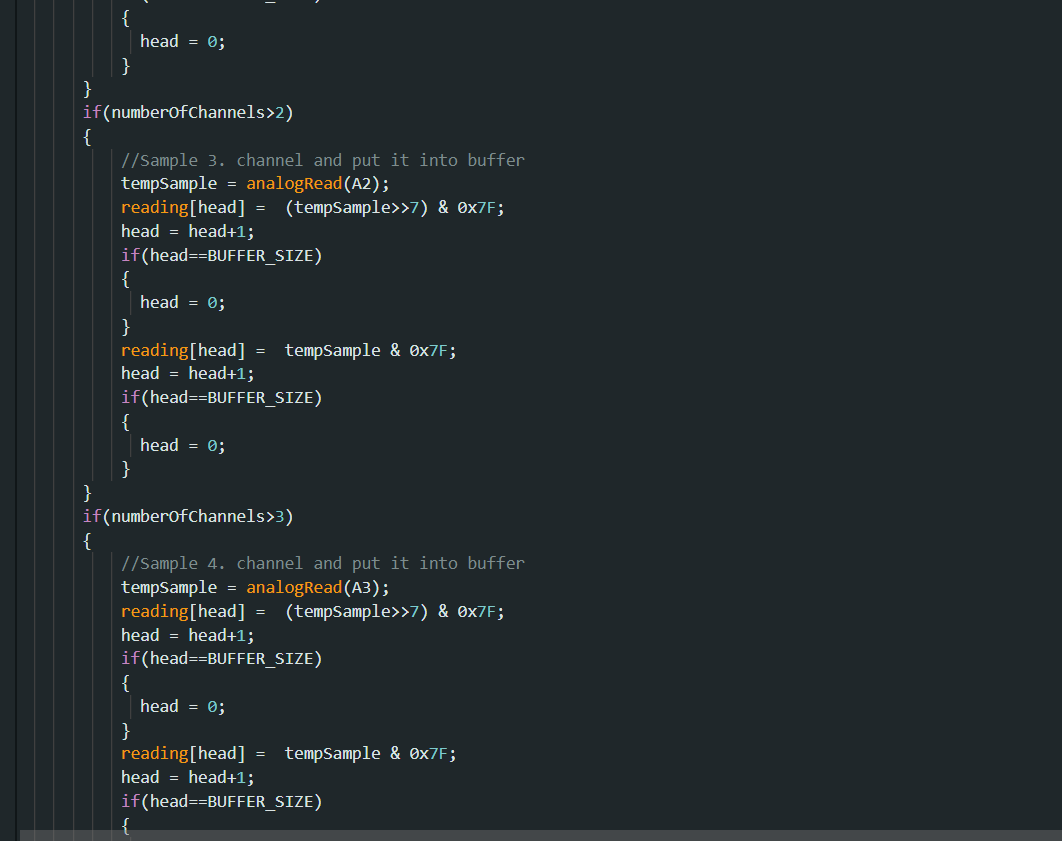 {
head = 0;
}
}
if(numberOfChannels>2)
{
//Sample 3. channel and put it into buffer
tempSample = analogRead(A2);
reading[head] =  (tempSample>>7) & 0x7F;
head = head+1;
if(head==BUFFER_SIZE)
{
head = 0;
}
reading[head] =  tempSample & 0x7F;
head = head+1;
if(head==BUFFER_SIZE)
{
head = 0;
}
}
if(numberOfChannels>3)
{
//Sample 4. channel and put it into buffer
tempSample = analogRead(A3);
reading[head] =  (tempSample>>7) & 0x7F;
head = head+1;
if(head==BUFFER_SIZE)
{
head = 0;
}
reading[head] =  tempSample & 0x7F;
head = head+1;
if(head==BUFFER_SIZE)
{